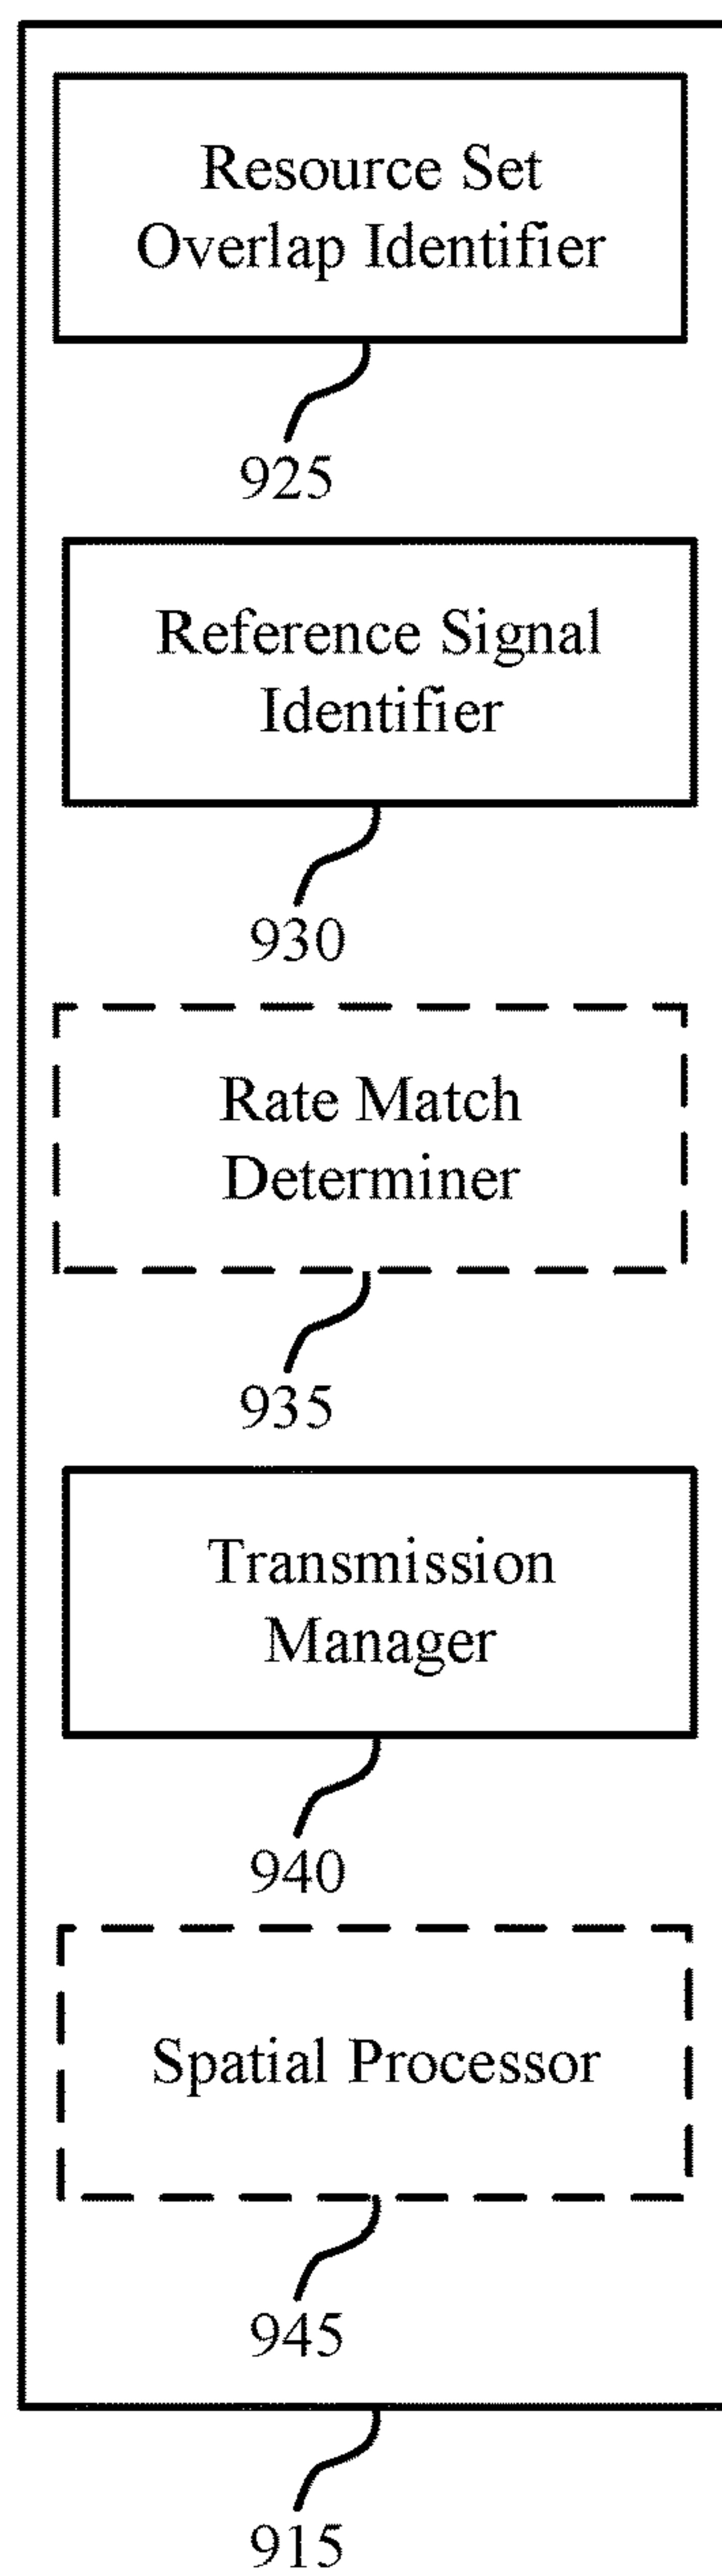 Resource Set
Overlap Identifier
925
Reference Signal
Identifier
930
Rate Match
Determiner
935
Transmission
Manager
940
Spatial Processor
945
915